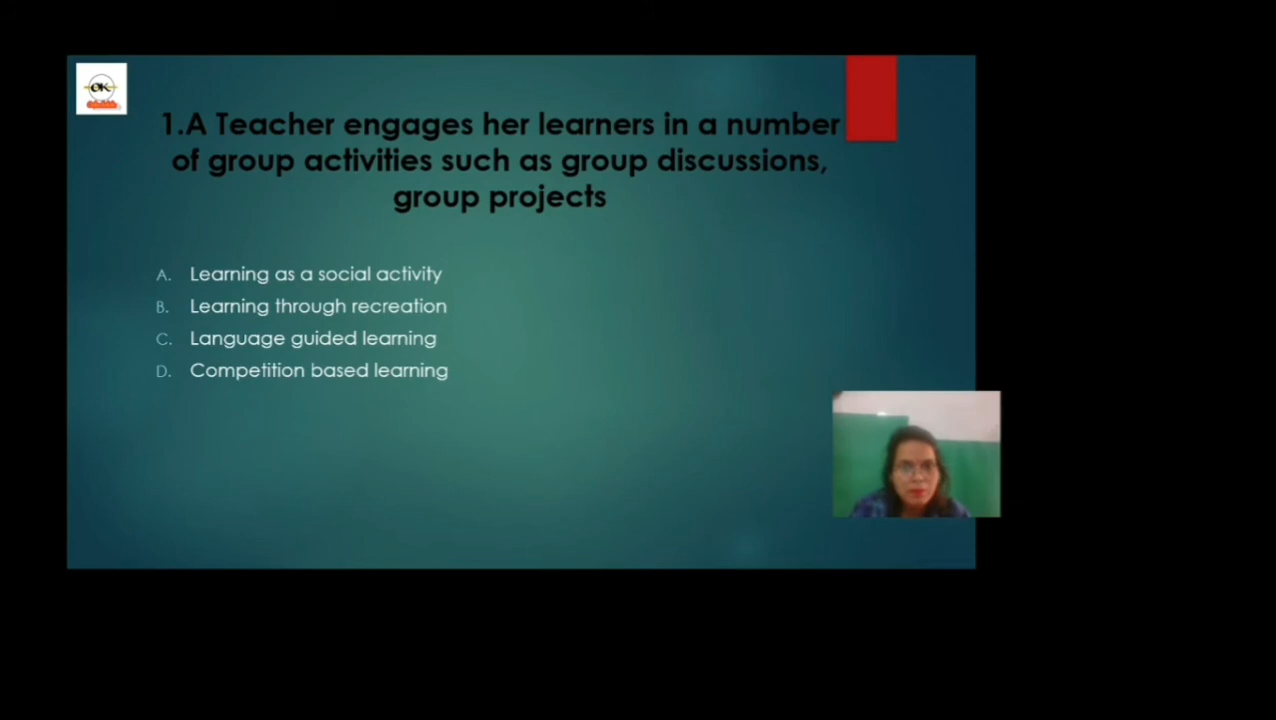 OK
1.A Teacher engages her learners in a number
of group activities such as group discussions,
group projects
A. Learning as a social activity
B. Learning through recreation
C. Language guided learning
D. Competition based learning